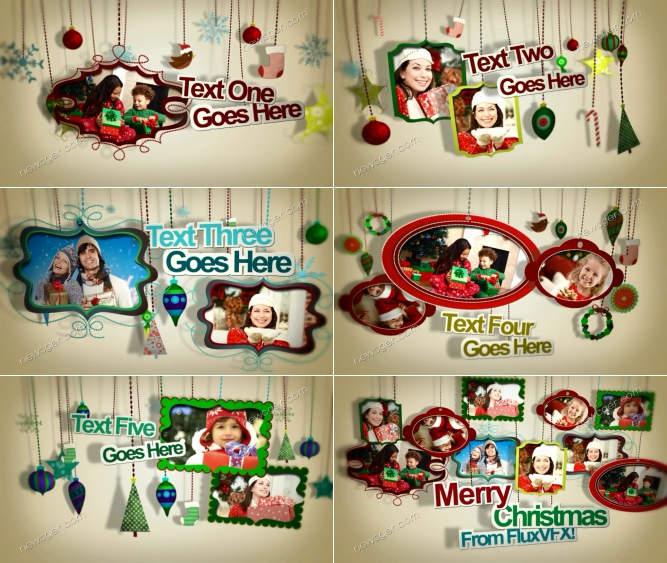 Text One
Goes Here
Text Two
Goes Here
Text Three
Goes Here
Text Four
Goes Here
Text Five
Goes Here
Merry
Christmas
From FluxVFX!